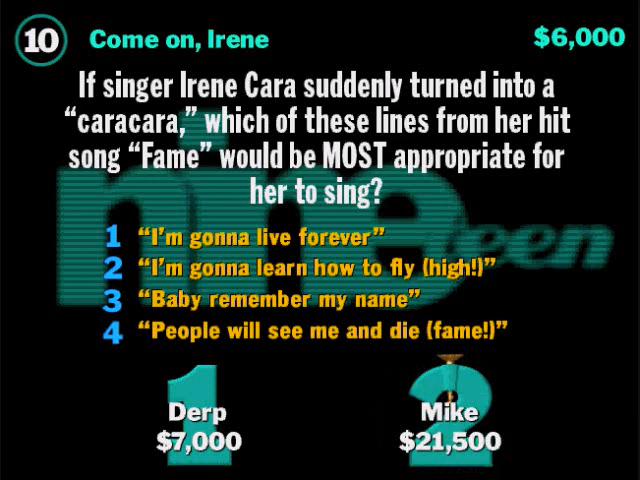 10 Come on, Irene $6,000
If singer Irene Cara suddenly turned into a
“caracara,” which of these lines from her hit
song “Fame” would be MOST appropriate for
her to sing?
nineteen
1 “I’m gonna live forever”
2 “I’m gonna learn how to fly (high!)”
3 “Baby remember my name”
4 “People will see me and die (fame!)”
1 2
Derp Mike
$7,000 $21,500